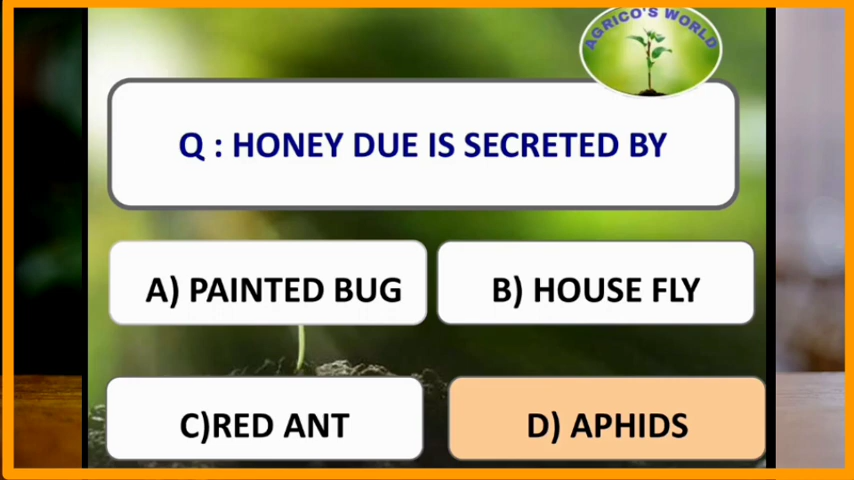 AGRICO'S WORLD
Q : HONEY DUE IS SECRETED BY
A) PAINTED BUG
B) HOUSE FLY
C)RED ANT
D) APHIDS